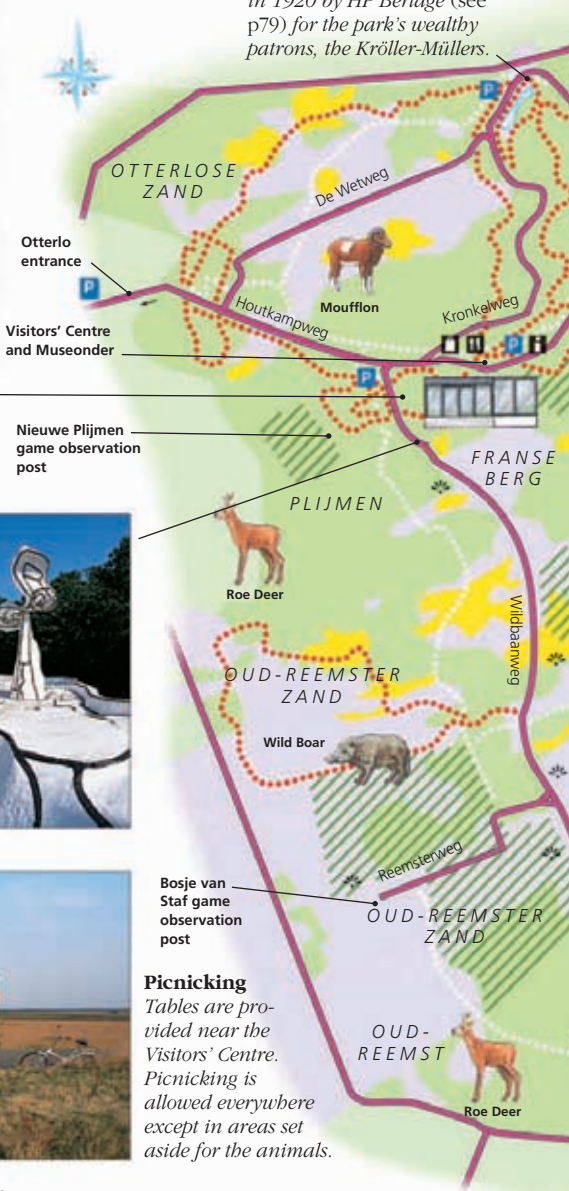 in 1920 by HP Berlage (see
p79) for the park's wealthy
patrons, the Kröller-Müllers.
P
OTTERLOSE
ZAND
De Wetweg
Otterlo
entrance
P
Moufflon
Houtkampweg
Kronkelweg
Visitors' Centre
and Museonder
P
P
Nieuwe Plijmen
game observation
post
FRANSE
BERG
PLIJMEN
Roe Deer
Wildbaanweg
OUD-REEMSTER
ZAND
Wild Boar
Reemsterweg
Bosje van
Staf game
observation
post
OUD-REEMSTER
ZAND
Picnicking
Tables are pro-
vided near the
Visitors' Centre.
Picnicking is
allowed everywhere
except in areas set
aside for the animals.
OUD-
REEMST
Roe Deer